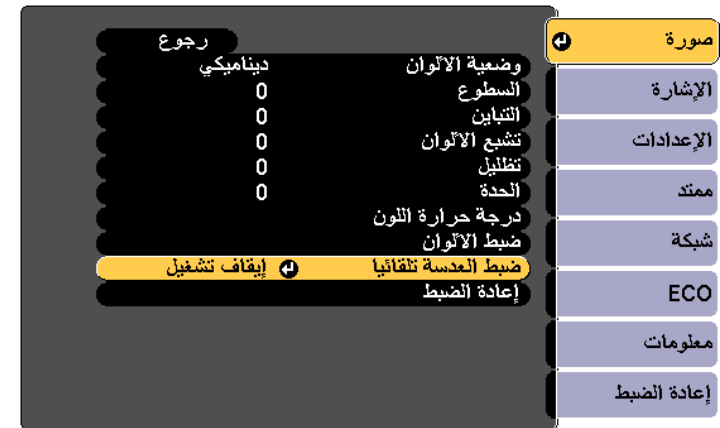 صورة
الإشارة
الإعدادات
ممتد
شبكة
ECO
معلومات
إعادة الضبط
رجوع
وضعية الألوان ديناميكي
السطوع 0
التباين 0
تشبع الألوان 0
تظليل 0
الحدة 0
درجة حرارة اللون
ضبط الألوان
ضبط العدسة تلقائيا إيقاف تشغيل
إعادة الضبط